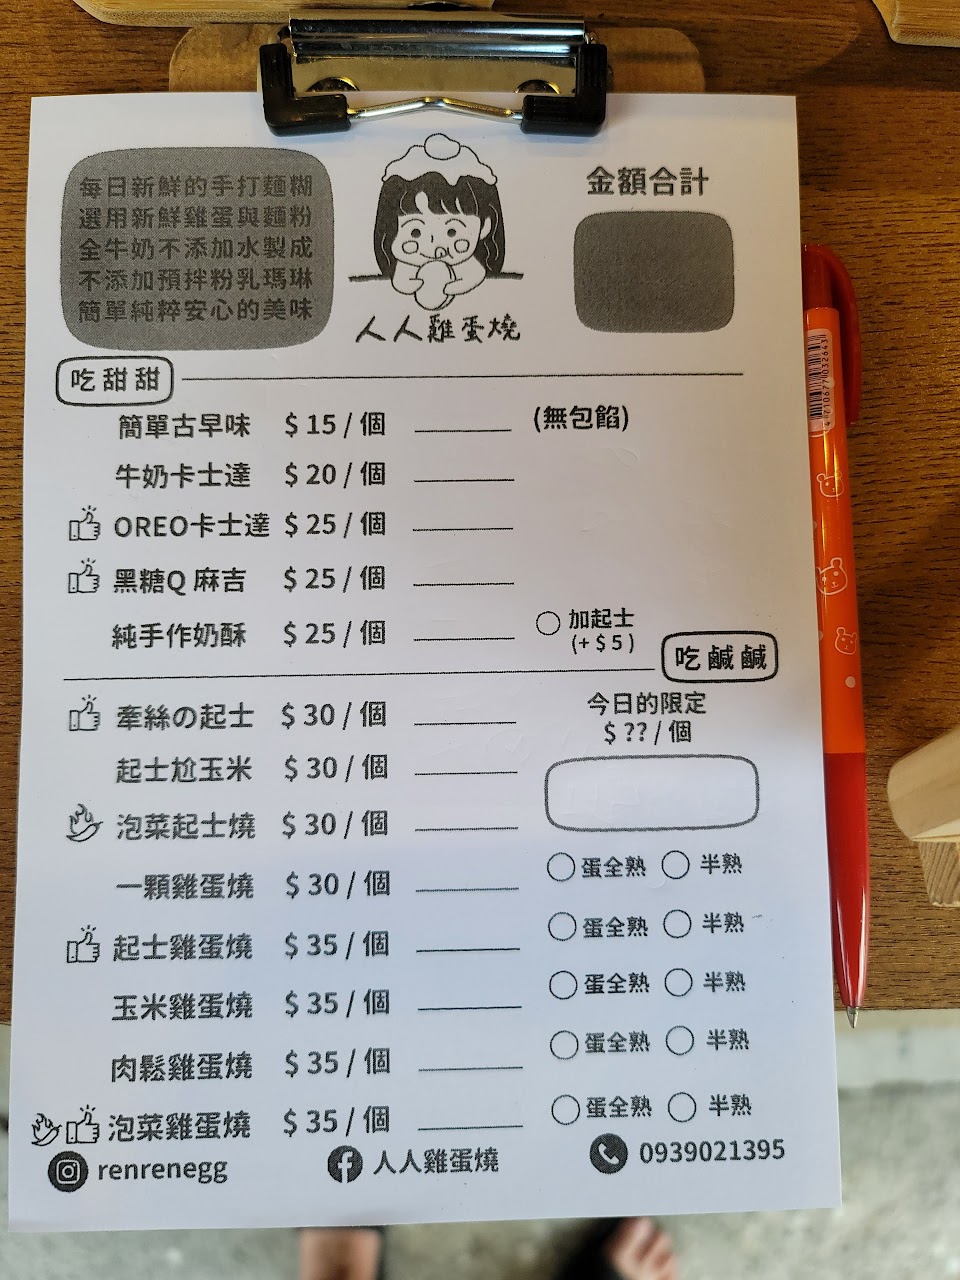 每日新鮮的手打麵糊
選用新鮮雞蛋與麵粉
全牛奶不添加水製成
不添加預拌粉乳瑪琳
簡單純粹安心的美味
人人雞蛋燒
金額合計
吃甜甜
簡單古早味 $15/個 (無包餡)
牛奶卡士達 $20/個
OREO卡士達 $25/個
黑糖Q麻吉 $25/個
純手作奶酥 $25/個 加起士
(+$5)
吃鹹鹹
牽絲の起士 $30/個 今日的限定
$??/個
起士尬玉米 $30/個
泡菜起士燒 $30/個
一顆雞蛋燒 $30/個 蛋全熟 半熟
起士雞蛋燒 $35/個 蛋全熟 半熟
玉米雞蛋燒 $35/個 蛋全熟 半熟
肉鬆雞蛋燒 $35/個 蛋全熟 半熟
泡菜雞蛋燒 $35/個 蛋全熟 半熟
renrenegg 人人雞蛋燒 0939021395
4710677032643